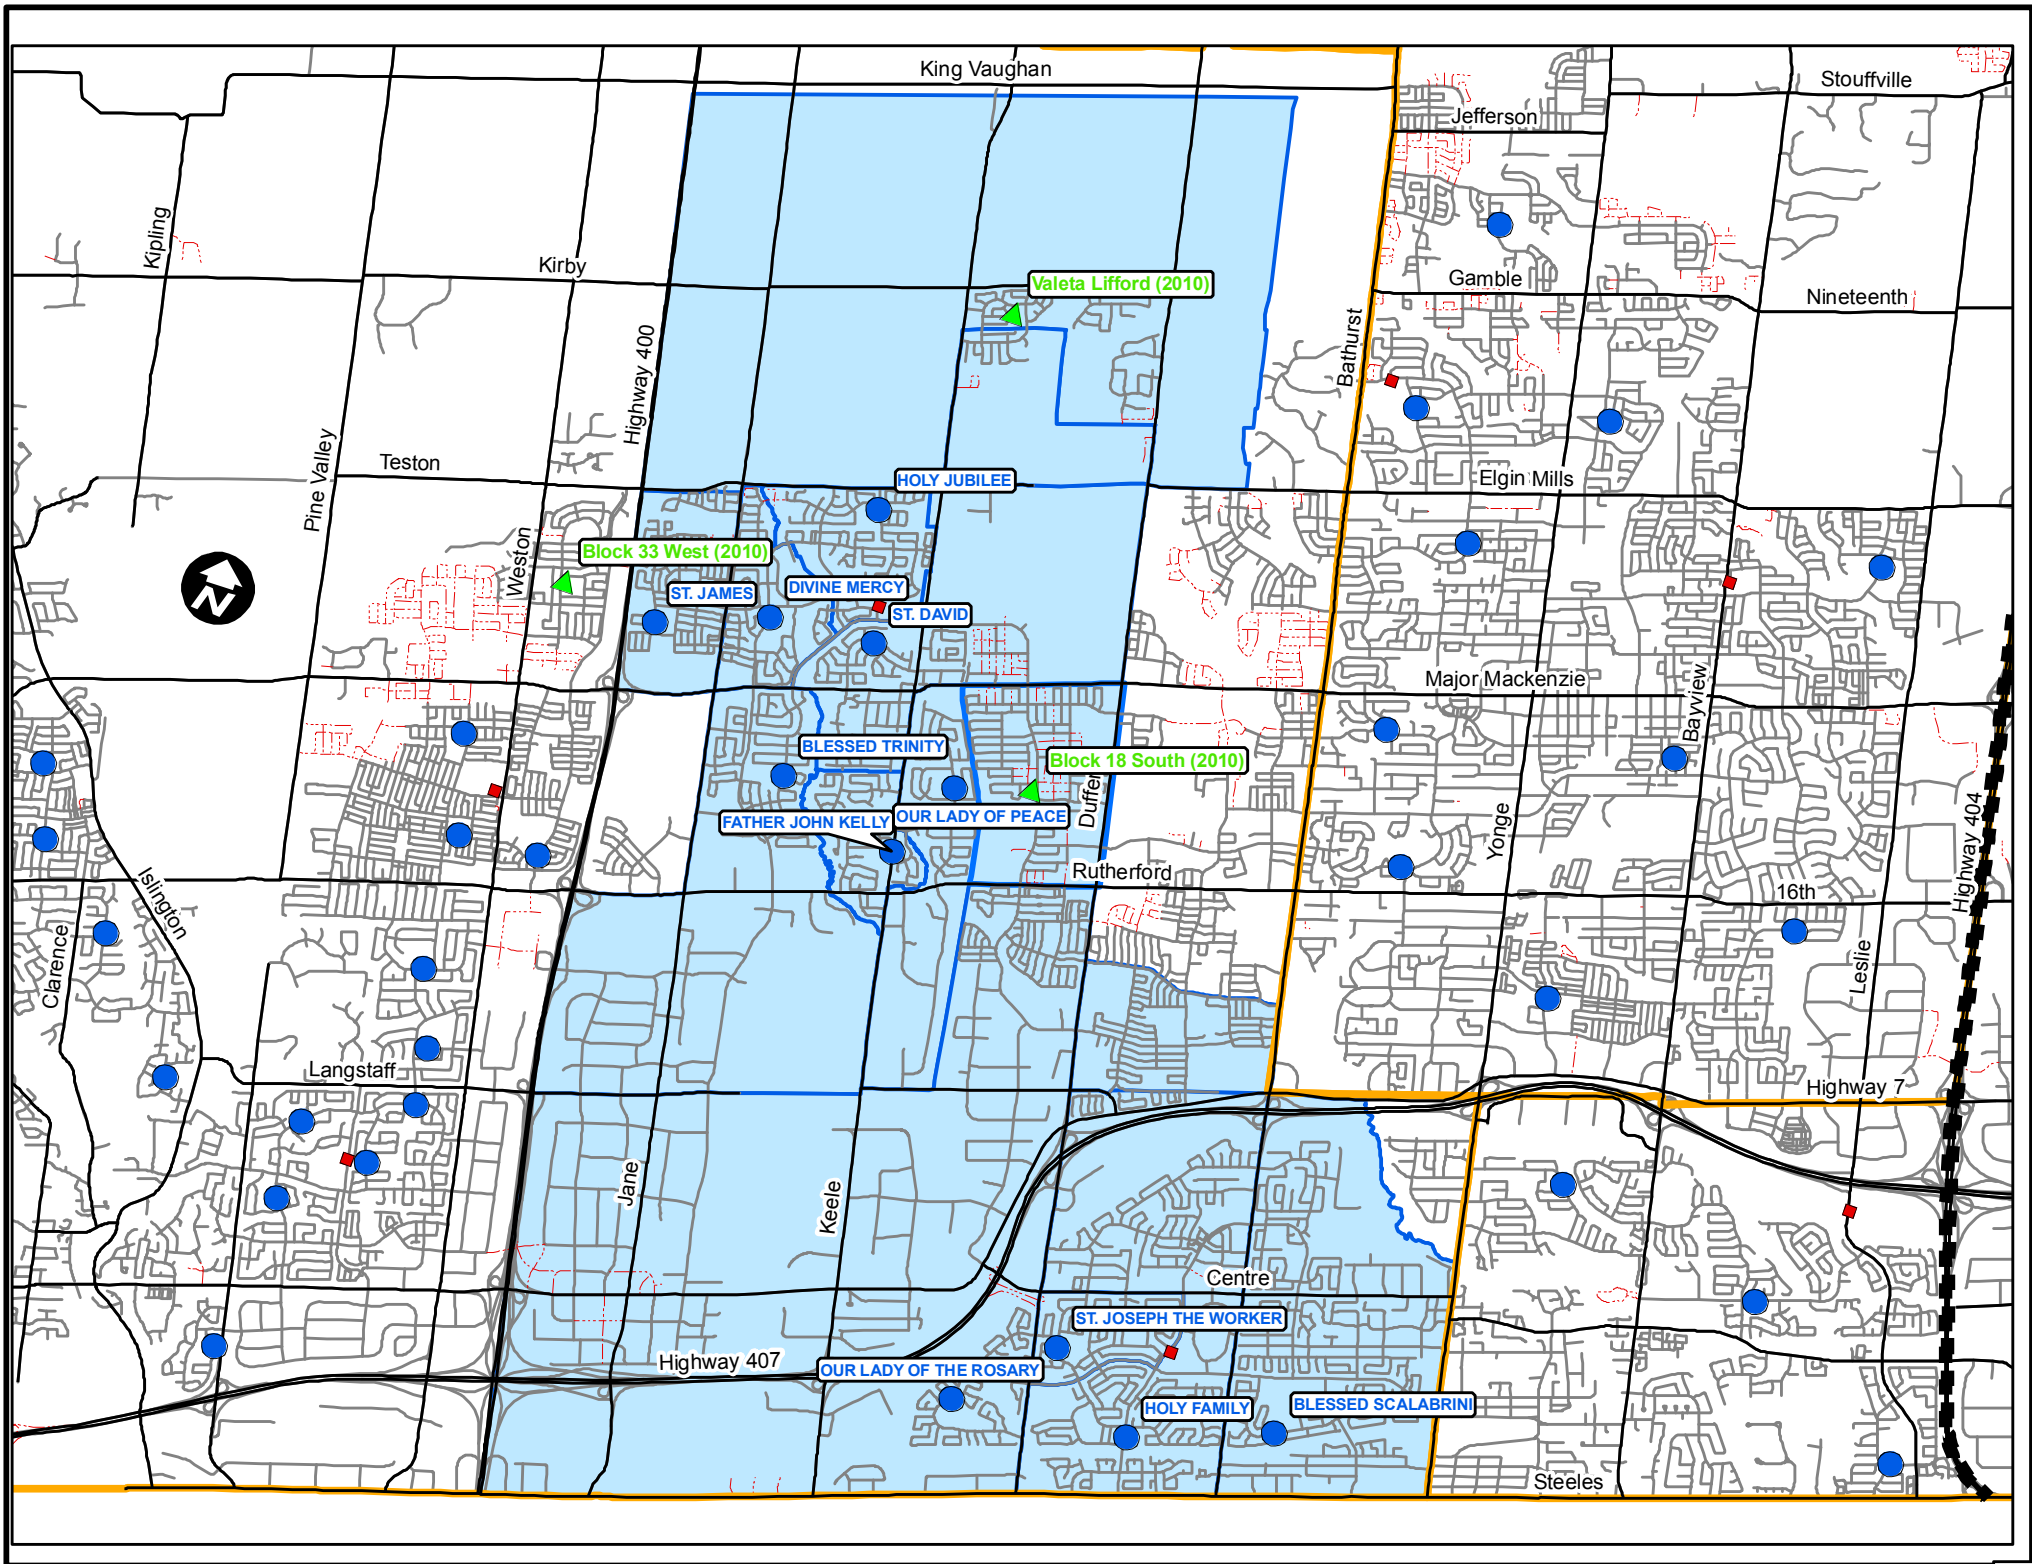 King Vaughan
Stouffville
Jefferson
Kipling
Kirby
Valeta Lifford (2010)
Gamble
Nineteenth
Highway 400
Bathurst
Teston
Pine Valley
HOLY JUBILEE
Elgin Mills
Weston
Block 33 West (2010)
N
ST. JAMES
DIVINE MERCY
ST. DAVID
Major Mackenzie
Bayview
BLESSED TRINITY
Block 18 South (2010)
FATHER JOHN KELLY
OUR LADY OF PEACE
Yonge
Highway 404
Rutherford
16th
Islington
Clarence
Leslie
Langstaff
Highway 7
Jane
Keele
Centre
ST. JOSEPH THE WORKER
Highway 407
OUR LADY OF THE ROSARY
HOLY FAMILY
BLESSED SCALABRINI
Steeles